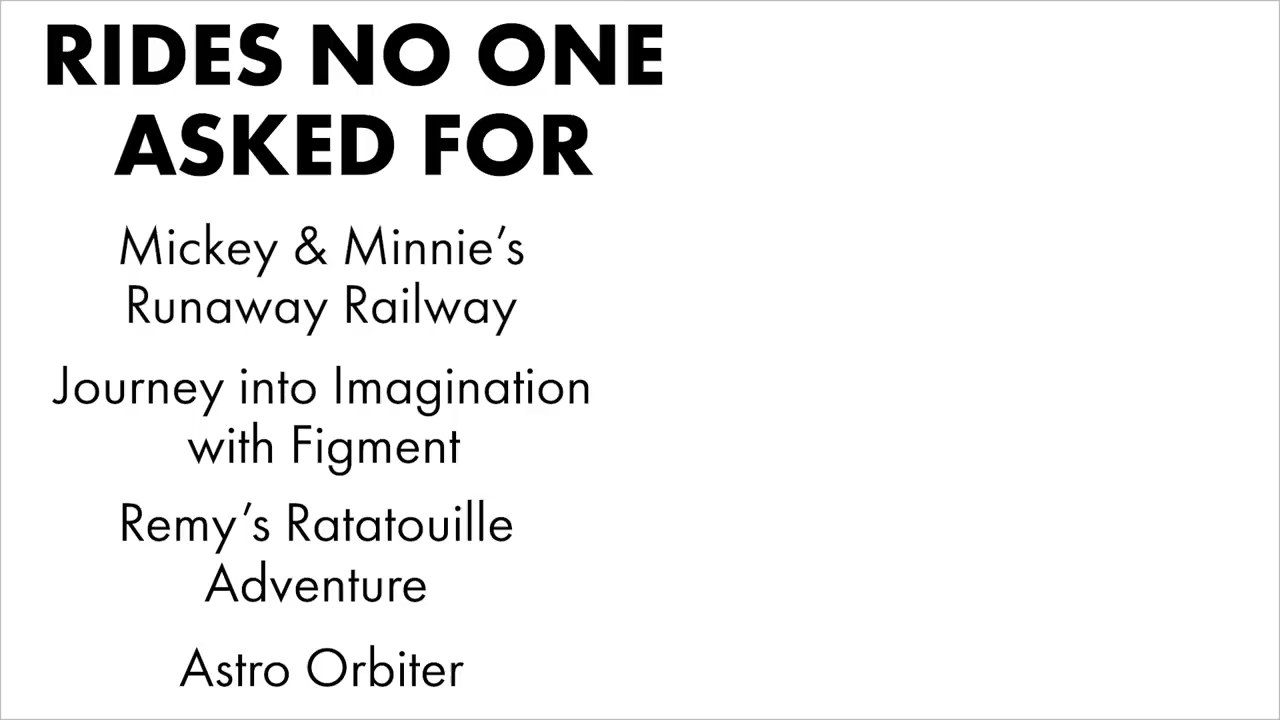 RIDES NO ONE
ASKED FOR
Mickey & Minnie’s
Runaway Railway
Journey into Imagination
with Figment
Remy’s Ratatouille
Adventure
Astro Orbiter